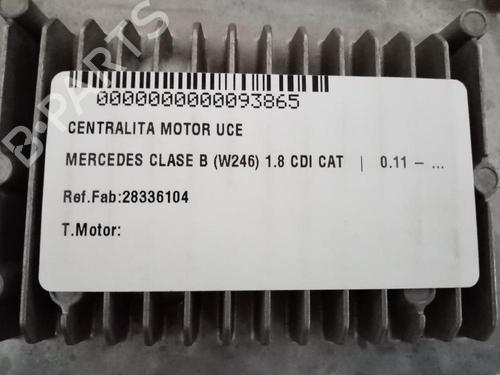 0000000000093865
CENTRALITA MOTOR UCE
MERCEDES CLASE B (W246) 1.8 CDI CAT | 0.11 – ...
Ref.Fab:28336104
T.Motor:
B-PARTS